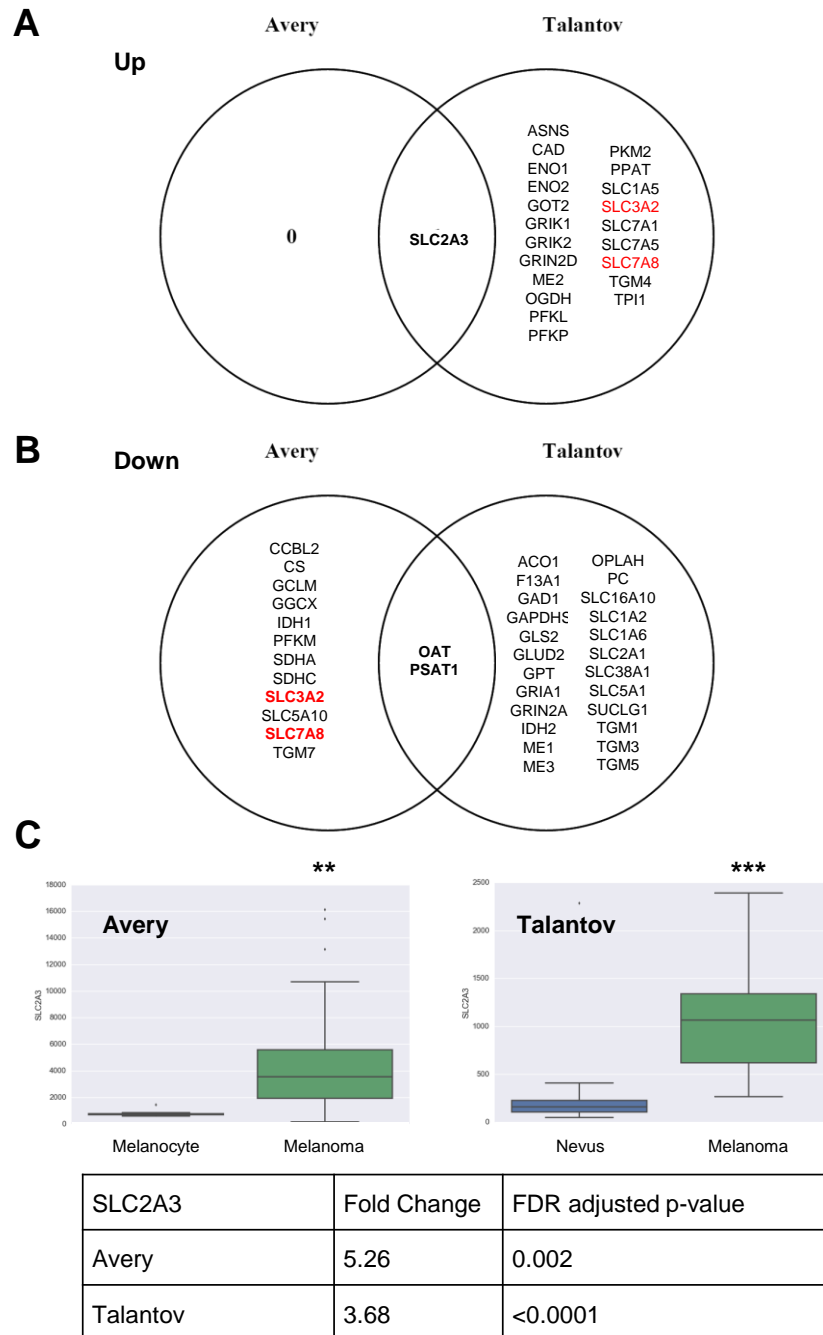 A
Avery
Talantov
Up
0
SLC2A3
ASNS
CAD
ENO1
ENO2
GOT2
GRIK1
GRIK2
GRIN2D
ME2
OGDH
PFKL
PFKP
PKM2
PPAT
SLC1A5
SLC3A2
SLC7A1
SLC7A5
SLC7A8
TGM4
TPI1
B
Down
Avery
Talantov
CCBL2
CS
GCLM
GGCX
IDH1
PFKM
SDHA
SDHC
SLC3A2
SLC5A10
SLC7A8
TGM7
OAT
PSAT1
ACO1
F13A1
GAD1
GAPDHS
GLS2
GLUD2
GPT
GRIA1
GRIN2A
IDH2
ME1
ME3
OPLAH
PC
SLC16A10
SLC1A2
SLC1A6
SLC2A1
SLC38A1
SLC5A1
SUCLG1
TGM1
TGM3
TGM5
C
**
Avery
18000
16000
14000
12000
10000
8000
6000
4000
2000
0
SLC2A3
Melanocyte Melanoma
***
Talantov
2500
2000
1500
1000
500
0
SLC2A3
Nevus Melanoma
SLC2A3 Fold Change FDR adjusted p-value
Avery 5.26 0.002
Talantov 3.68 <0.0001